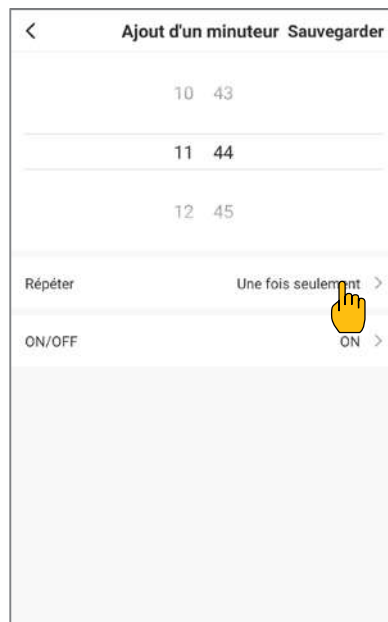 Ajout d'un minuteur Sauvegarder
10 43
11 44
12 45
Répéter Une fois seulement
ON/OFF ON